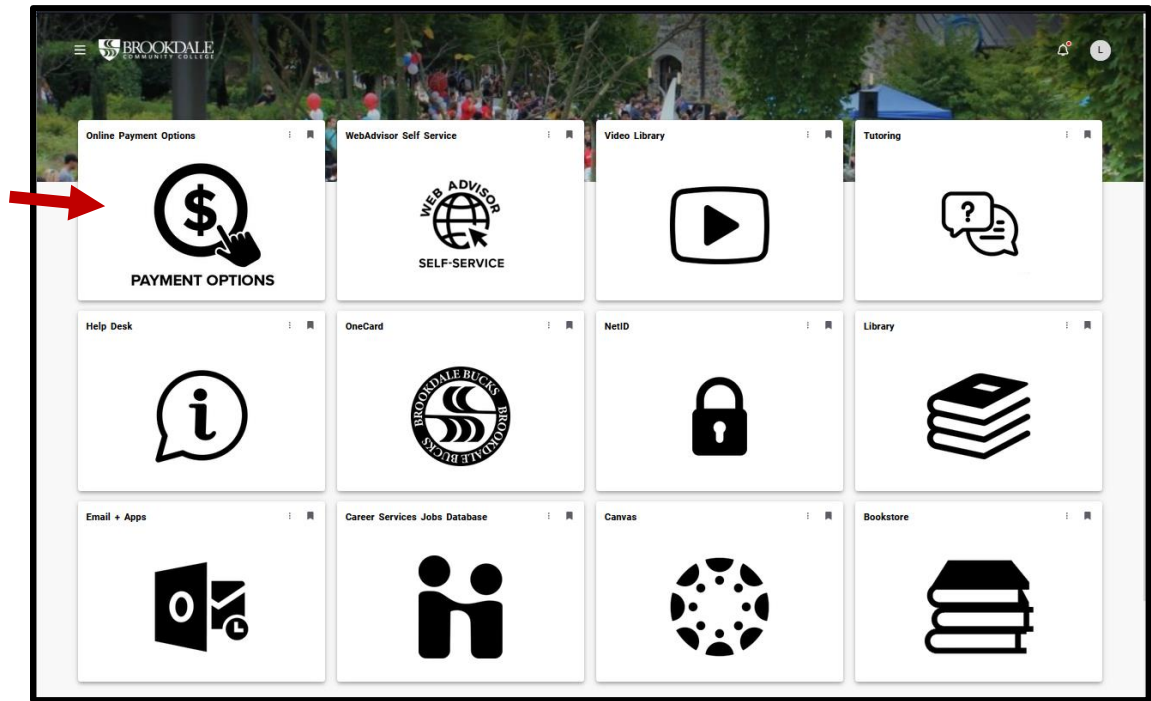 BROOKDALE
COMMUNITY COLLEGE
L
Online Payment Options
WebAdvisor Self Service
Video Library
Tutoring
$
PAYMENT OPTIONS
WEB ADVISOR
SELF-SERVICE
?
Help Desk
OneCard
NetID
Library
i
BROOKDALE BUCKS BROOKDALE BUCKS
Email + Apps
Career Services Jobs Database
Canvas
Bookstore
O